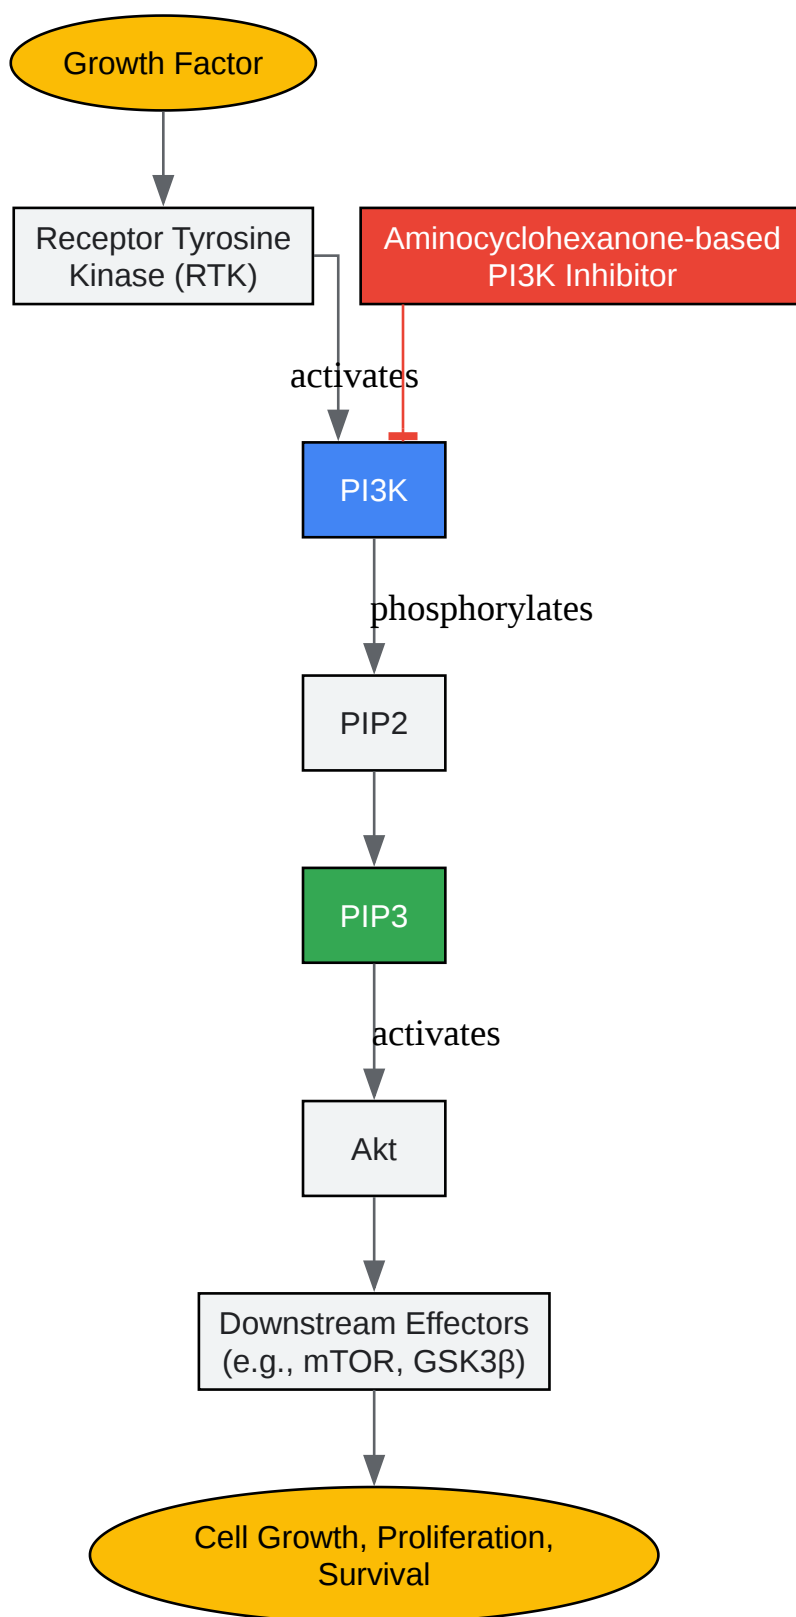 Growth Factor
Receptor Tyrosine
Kinase (RTK)
Aminocyclohexanone-based
PI3K Inhibitor
activates
PI3K
phosphorylates
PIP2
PIP3
activates
Akt
Downstream Effectors
(e.g., mTOR, GSK3β)
Cell Growth, Proliferation,
Survival